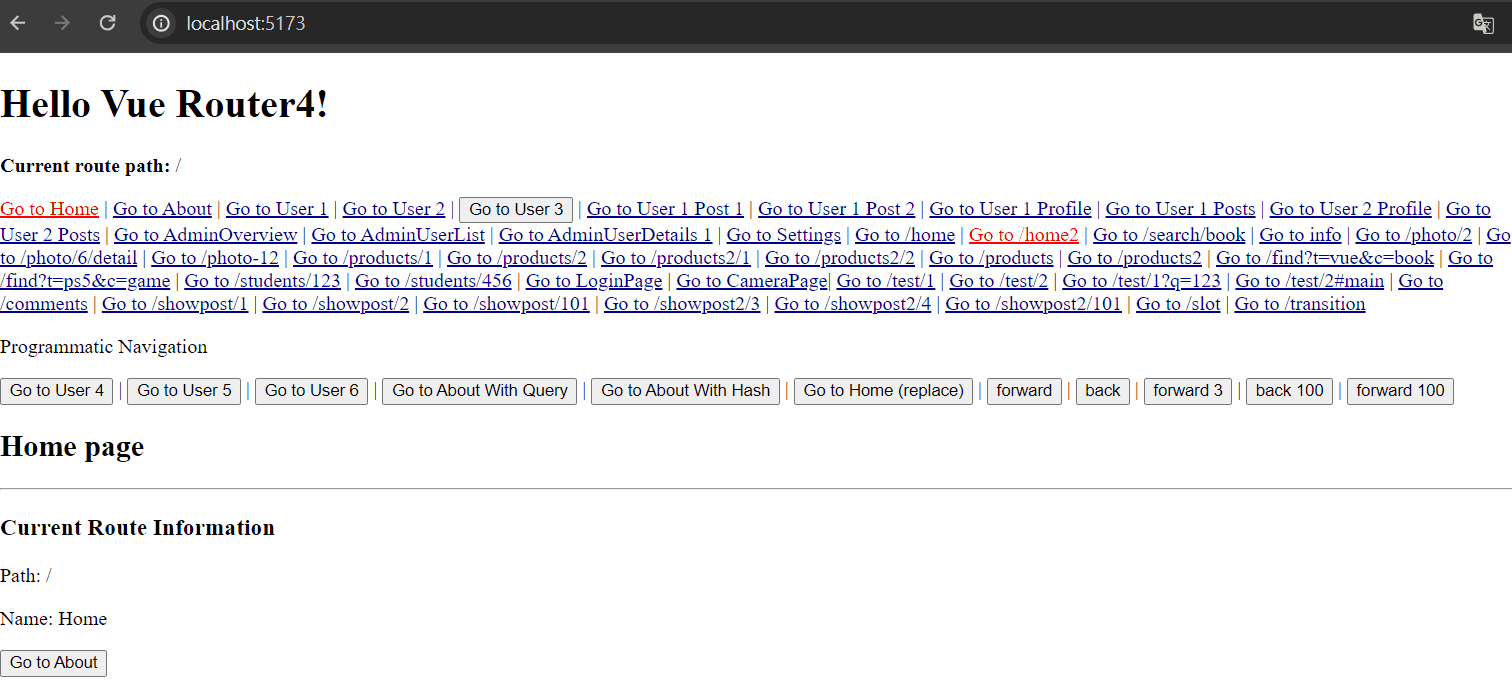 localhost:5173
Hello Vue Router4!
Current route path: /
Go to Home | Go to About | Go to User 1 | Go to User 2 | Go to User 3 | Go to User 1 Post 1 | Go to User 1 Post 2 | Go to User 1 Profile | Go to User 1 Posts | Go to User 2 Profile | Go to
User 2 Posts | Go to AdminOverview | Go to AdminUserList | Go to AdminUserDetails 1 | Go to Settings | Go to /home | Go to /home2 | Go to /search/book | Go to info | Go to /photo/2 | Go
to /photo/6/detail | Go to /photo-12 | Go to /products/1 | Go to /products/2 | Go to /products2/1 | Go to /products2/2 | Go to /products | Go to /products2 | Go to /find?t=vue&c=book | Go to
/find?t=ps5&c=game | Go to /students/123 | Go to /students/456 | Go to LoginPage | Go to CameraPage| Go to /test/1 | Go to /test/2 | Go to /test/1?q=123 | Go to /test/2#main | Go to
/comments | Go to /showpost/1 | Go to /showpost/2 | Go to /showpost/101 | Go to /showpost2/3 | Go to /showpost2/4 | Go to /showpost2/101 | Go to /slot | Go to /transition
Programmatic Navigation
Go to User 4 | Go to User 5 | Go to User 6 | Go to About With Query | Go to About With Hash | Go to Home (replace) | forward | back | forward 3 | back 100 | forward 100
Home page
Current Route Information
Path: /
Name: Home
Go to About